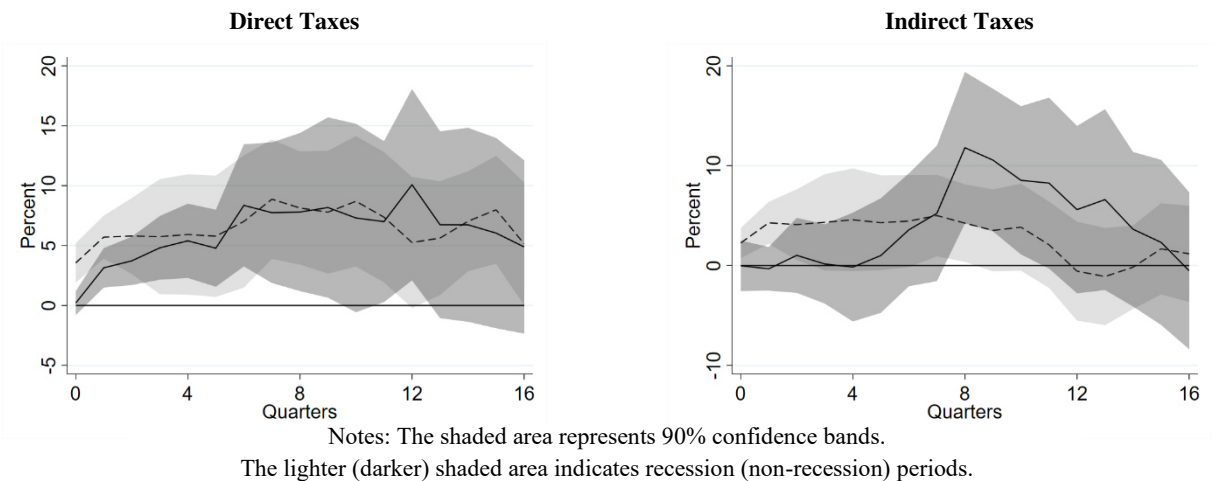 Direct Taxes
20
15
10
5
0
-5
Percent
0 4 8 12 16
Quarters
Indirect Taxes
20
10
0
-10
Percent
0 4 8 12 16
Quarters
Notes: The shaded area represents 90% confidence bands.
The lighter (darker) shaded area indicates recession (non-recession) periods.